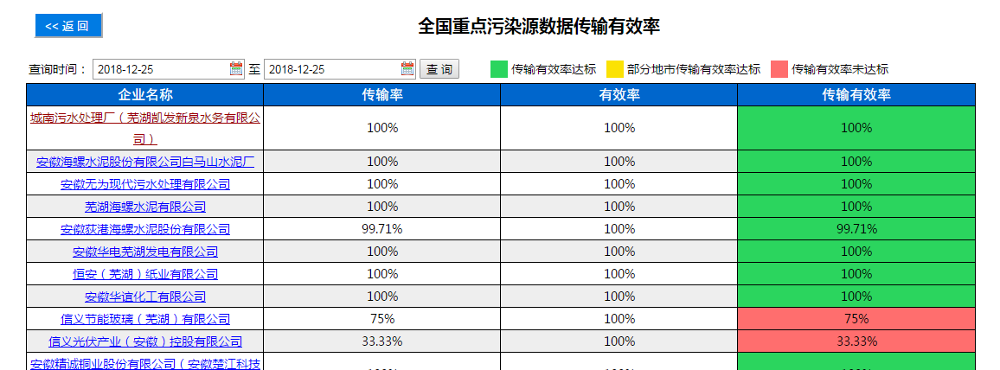 << 返 回
全国重点污染源数据传输有效率
查询时间： 2018-12-25 至 2018-12-25 查 询 传输有效率达标 部分地市传输有效率达标 传输有效率未达标
企业名称 传输率 有效率 传输有效率
城南污水处理厂（芜湖凯发新泉水务有限公
司） 100% 100% 100%
安徽海螺水泥股份有限公司白马山水泥厂 100% 100% 100%
安徽无为现代污水处理有限公司 100% 100% 100%
芜湖海螺水泥有限公司 100% 100% 100%
安徽荻港海螺水泥股份有限公司 99.71% 100% 99.71%
安徽华电芜湖发电有限公司 100% 100% 100%
恒安（芜湖）纸业有限公司 100% 100% 100%
安徽华谊化工有限公司 100% 100% 100%
信义节能玻璃（芜湖）有限公司 75% 100% 75%
信义光伏产业（安徽）控股有限公司 33.33% 100% 33.33%
安徽精诚铜业股份有限公司（安徽楚江科技